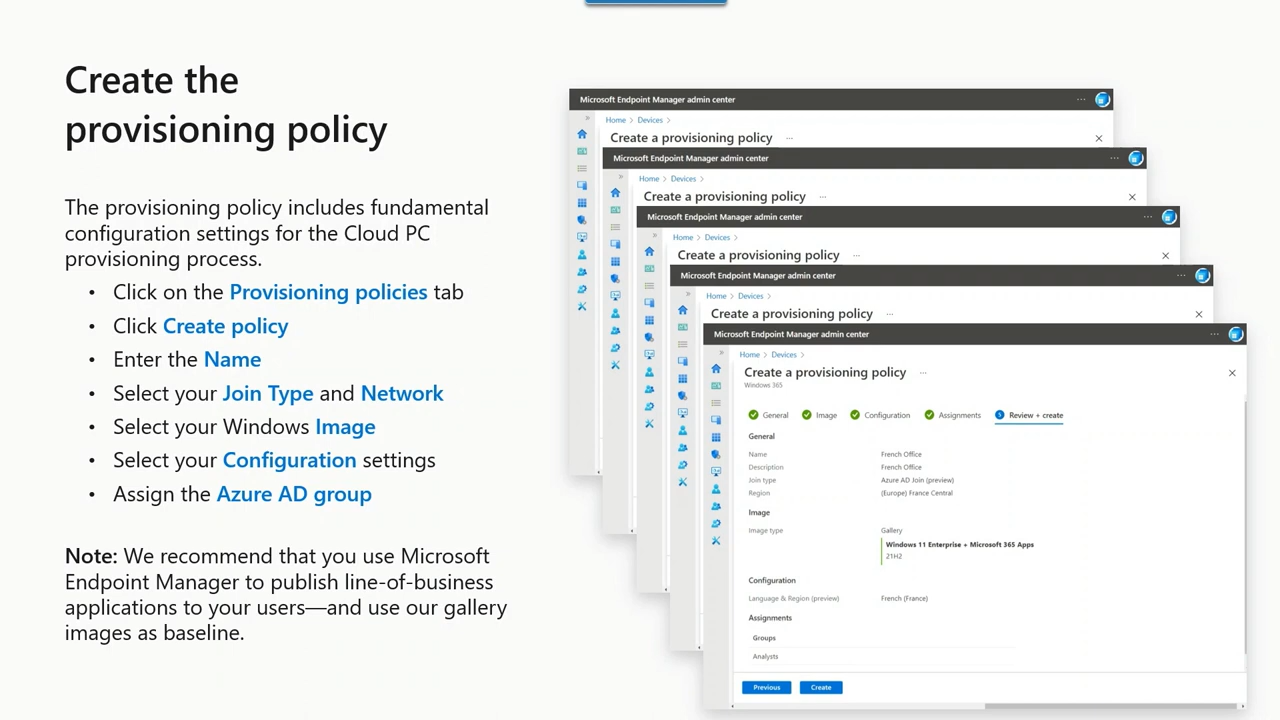 Create the
provisioning policy
The provisioning policy includes fundamental
configuration settings for the Cloud PC
provisioning process.
• Click on the Provisioning policies tab
• Click Create policy
• Enter the Name
• Select your Join Type and Network
• Select your Windows Image
• Select your Configuration settings
• Assign the Azure AD group
Note: We recommend that you use Microsoft
Endpoint Manager to publish line-of-business
applications to your users—and use our gallery
images as baseline.
Microsoft Endpoint Manager admin center
Home > Devices >
Create a provisioning policy ...
Microsoft Endpoint Manager admin center
Home > Devices >
Create a provisioning policy ...
Microsoft Endpoint Manager admin center
Home > Devices >
Create a provisioning policy ...
Microsoft Endpoint Manager admin center
Home > Devices >
Create a provisioning policy ...
Microsoft Endpoint Manager admin center
Home > Devices >
Create a provisioning policy ...
Windows 365
General Image Configuration Assignments 5 Review + create
General
Name French Office
Description French Office
Join type Azure AD Join (preview)
Region (Europe) France Central
Image
Image type Gallery
Windows 11 Enterprise + Microsoft 365 Apps
21H2
Configuration
Language & Region (preview) French (France)
Assignments
Groups
Analysts
Previous Create